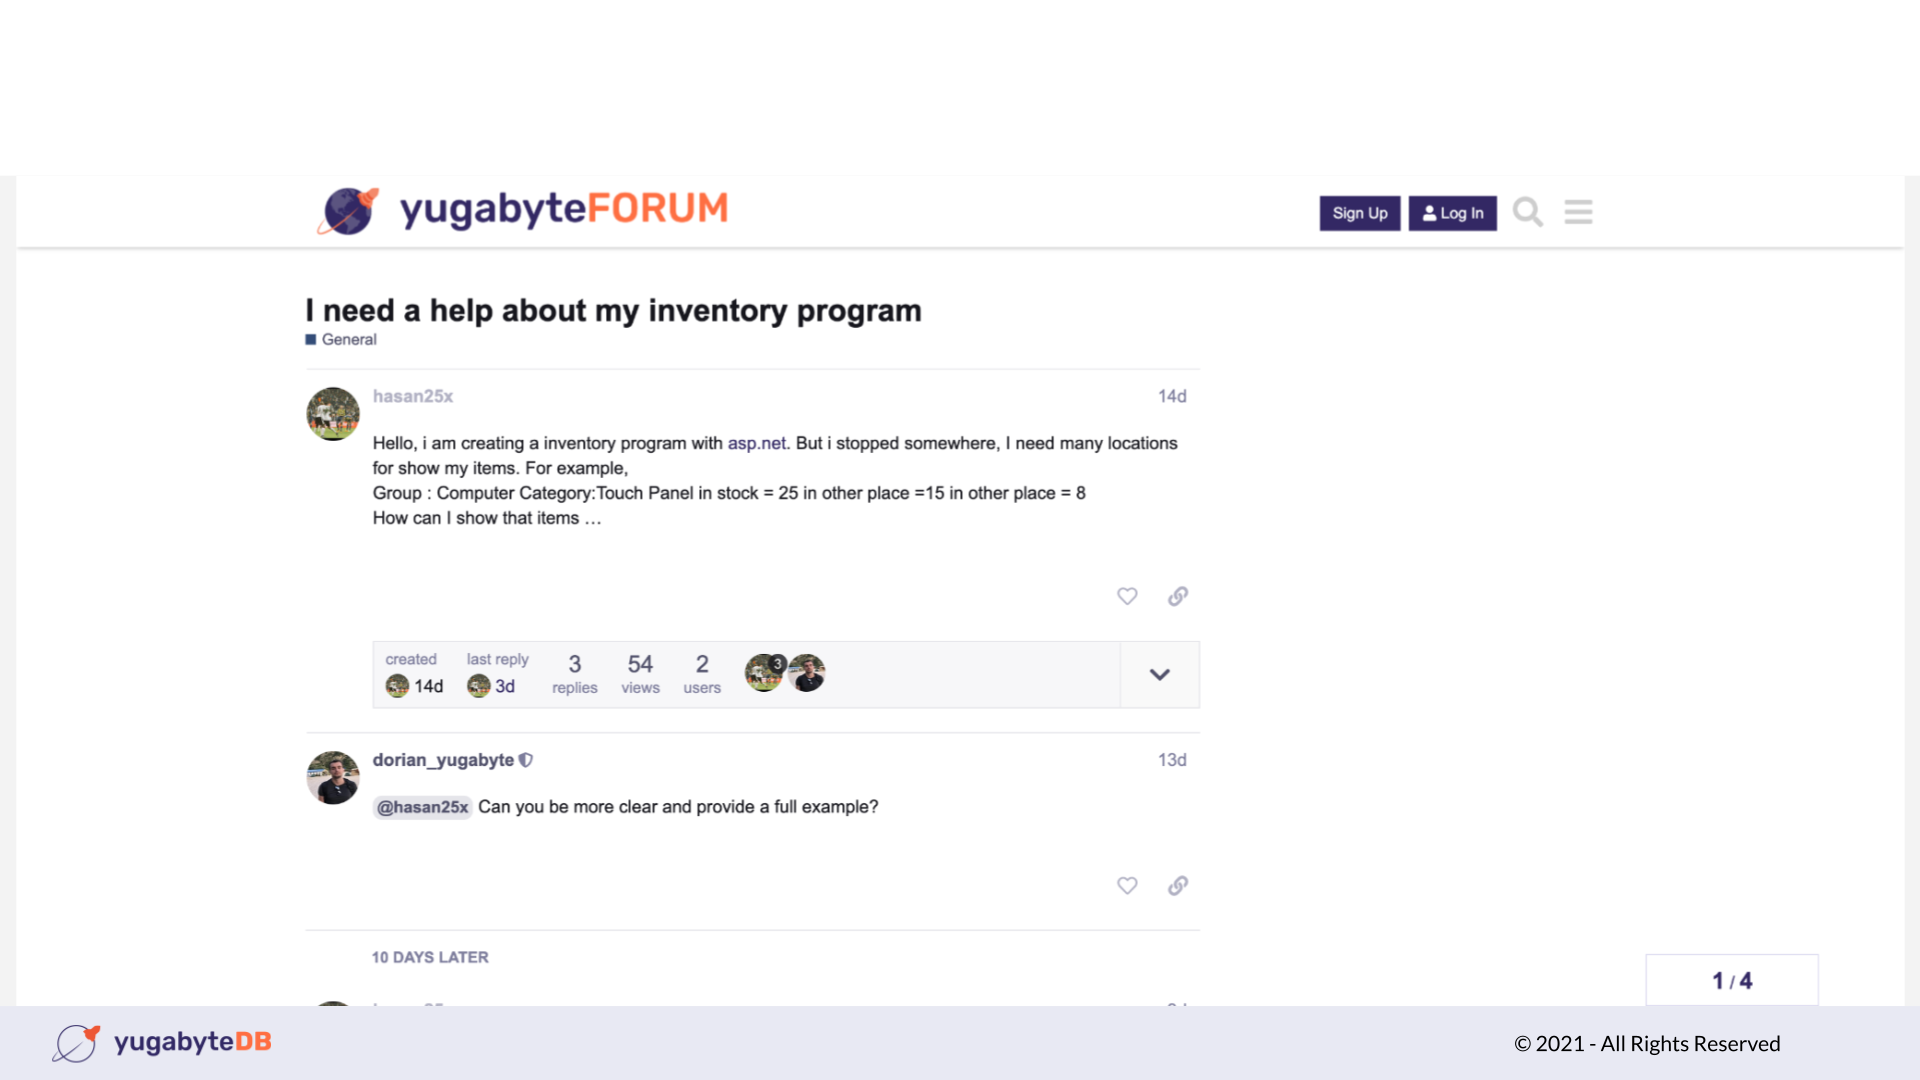 yugabyteFORUM
Sign Up
Log In
I need a help about my inventory program
General
hasan25x
14d
Hello, i am creating a inventory program with asp.net. But i stopped somewhere, I need many locations
for show my items. For example,
Group : Computer Category:Touch Panel in stock = 25 in other place =15 in other place = 8
How can I show that items …
created
14d
last reply
3d
3
replies
54
views
2
users
3
dorian_yugabyte
13d
@hasan25x Can you be more clear and provide a full example?
10 DAYS LATER
1 / 4
yugabyteDB
© 2021 - All Rights Reserved